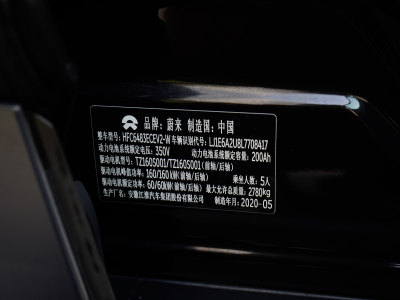 品牌：蔚来 制造国：中国
整车型号：HFC6483ECEV2-W 车辆识别代号：LJ1E6A2U8L7708417
动力电池系统额定电压：350V 动力电池系统额定容量：200Ah
驱动电机型号：TZ160S001/TZ160S001（前轴/后轴）
驱动电机峰值功率：160/160kW（前轴/后轴） 乘坐人数：5人
驱动电机额定功率：60/60kW（前轴/后轴） 最大允许总质量：2780kg
生产厂名：安徽江淮汽车集团股份有限公司 制造年月：2020-05